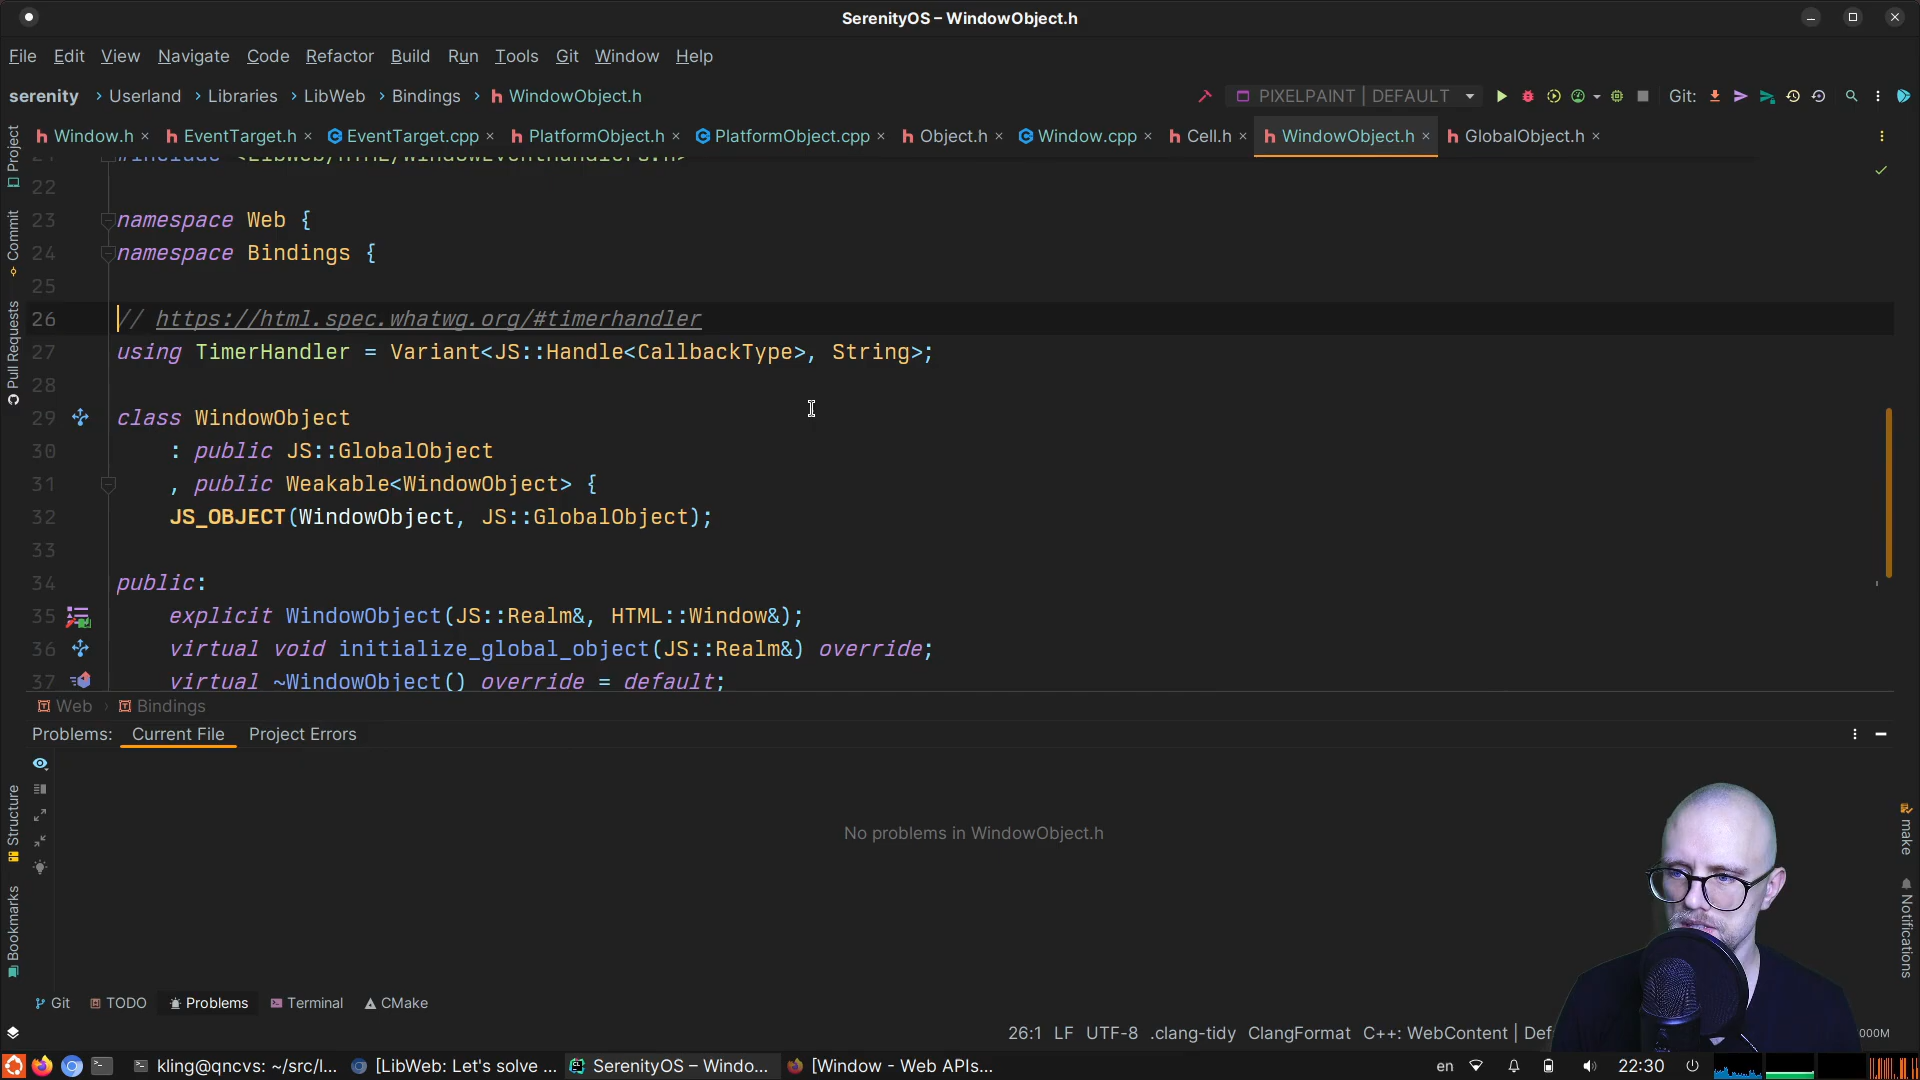 SerenityOS – WindowObject.h
File Edit View Navigate Code Refactor Build Run Tools Git Window Help
serenity › Userland › Libraries › LibWeb › Bindings › h WindowObject.h
PIXELPAINT | DEFAULT
Git:
h Window.h × h EventTarget.h × EventTarget.cpp × h PlatformObject.h × PlatformObject.cpp × h Object.h × Window.cpp × h Cell.h × h WindowObject.h × h GlobalObject.h ×
Project
Commit
Pull Requests
Structure
Bookmarks
21 #include <LibWeb/HTML/WindowEventHandlers.h>
22
23 namespace Web {
24 namespace Bindings {
25
26 // https://html.spec.whatwg.org/#timerhandler
27 using TimerHandler = Variant<JS::Handle<CallbackType>, String>;
28
29 class WindowObject
30 : public JS::GlobalObject
31 , public Weakable<WindowObject> {
32 JS_OBJECT(WindowObject, JS::GlobalObject);
33
34 public:
35 explicit WindowObject(JS::Realm&, HTML::Window&);
36 virtual void initialize_global_object(JS::Realm&) override;
37 virtual ~WindowObject() override = default;
Web › Bindings
Problems: Current File Project Errors
No problems in WindowObject.h
make
Notifications
Git TODO Problems Terminal CMake
26:1 LF UTF-8 .clang-tidy ClangFormat C++: WebContent | Def
000M
kling@qncvs: ~/src/l... [LibWeb: Let's solve ... SerenityOS – Windo... [Window - Web APIs...
en 22:30